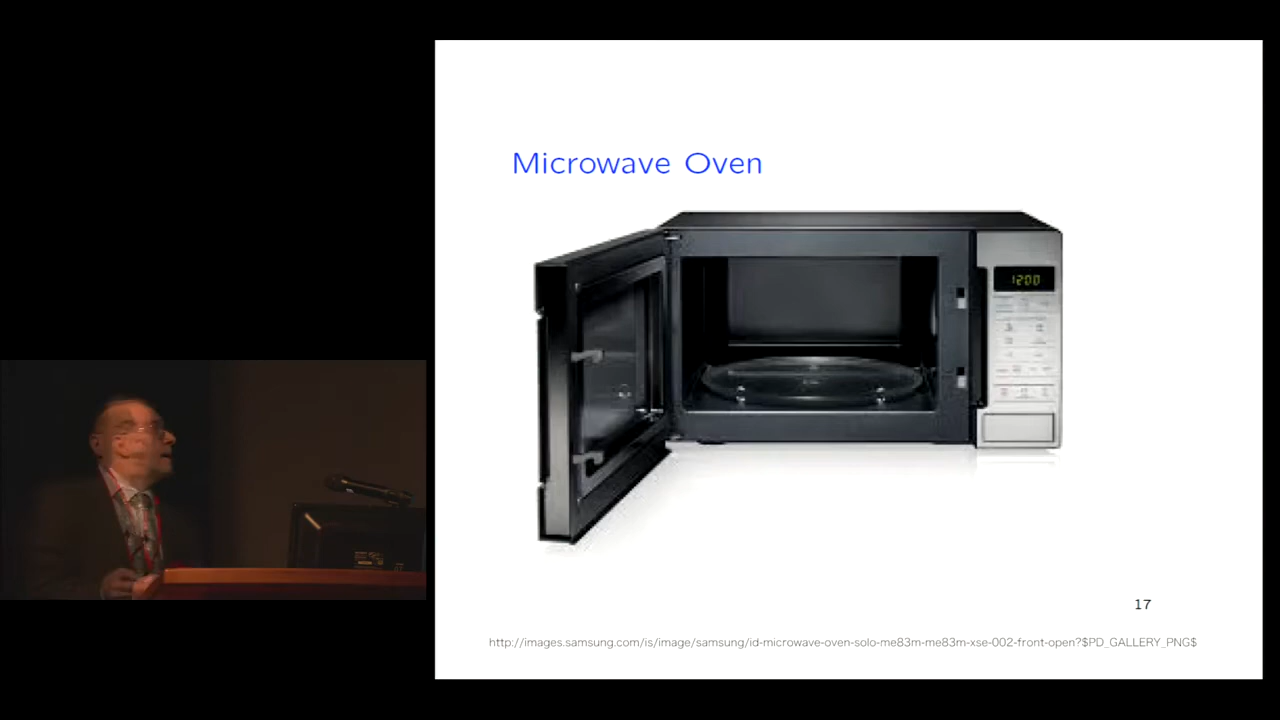 Microwave Oven
12:00
17
http://images.samsung.com/is/image/samsung/id-microwave-oven-solo-me83m-me83m-xse-002-front-open?$PD_GALLERY_PNG$